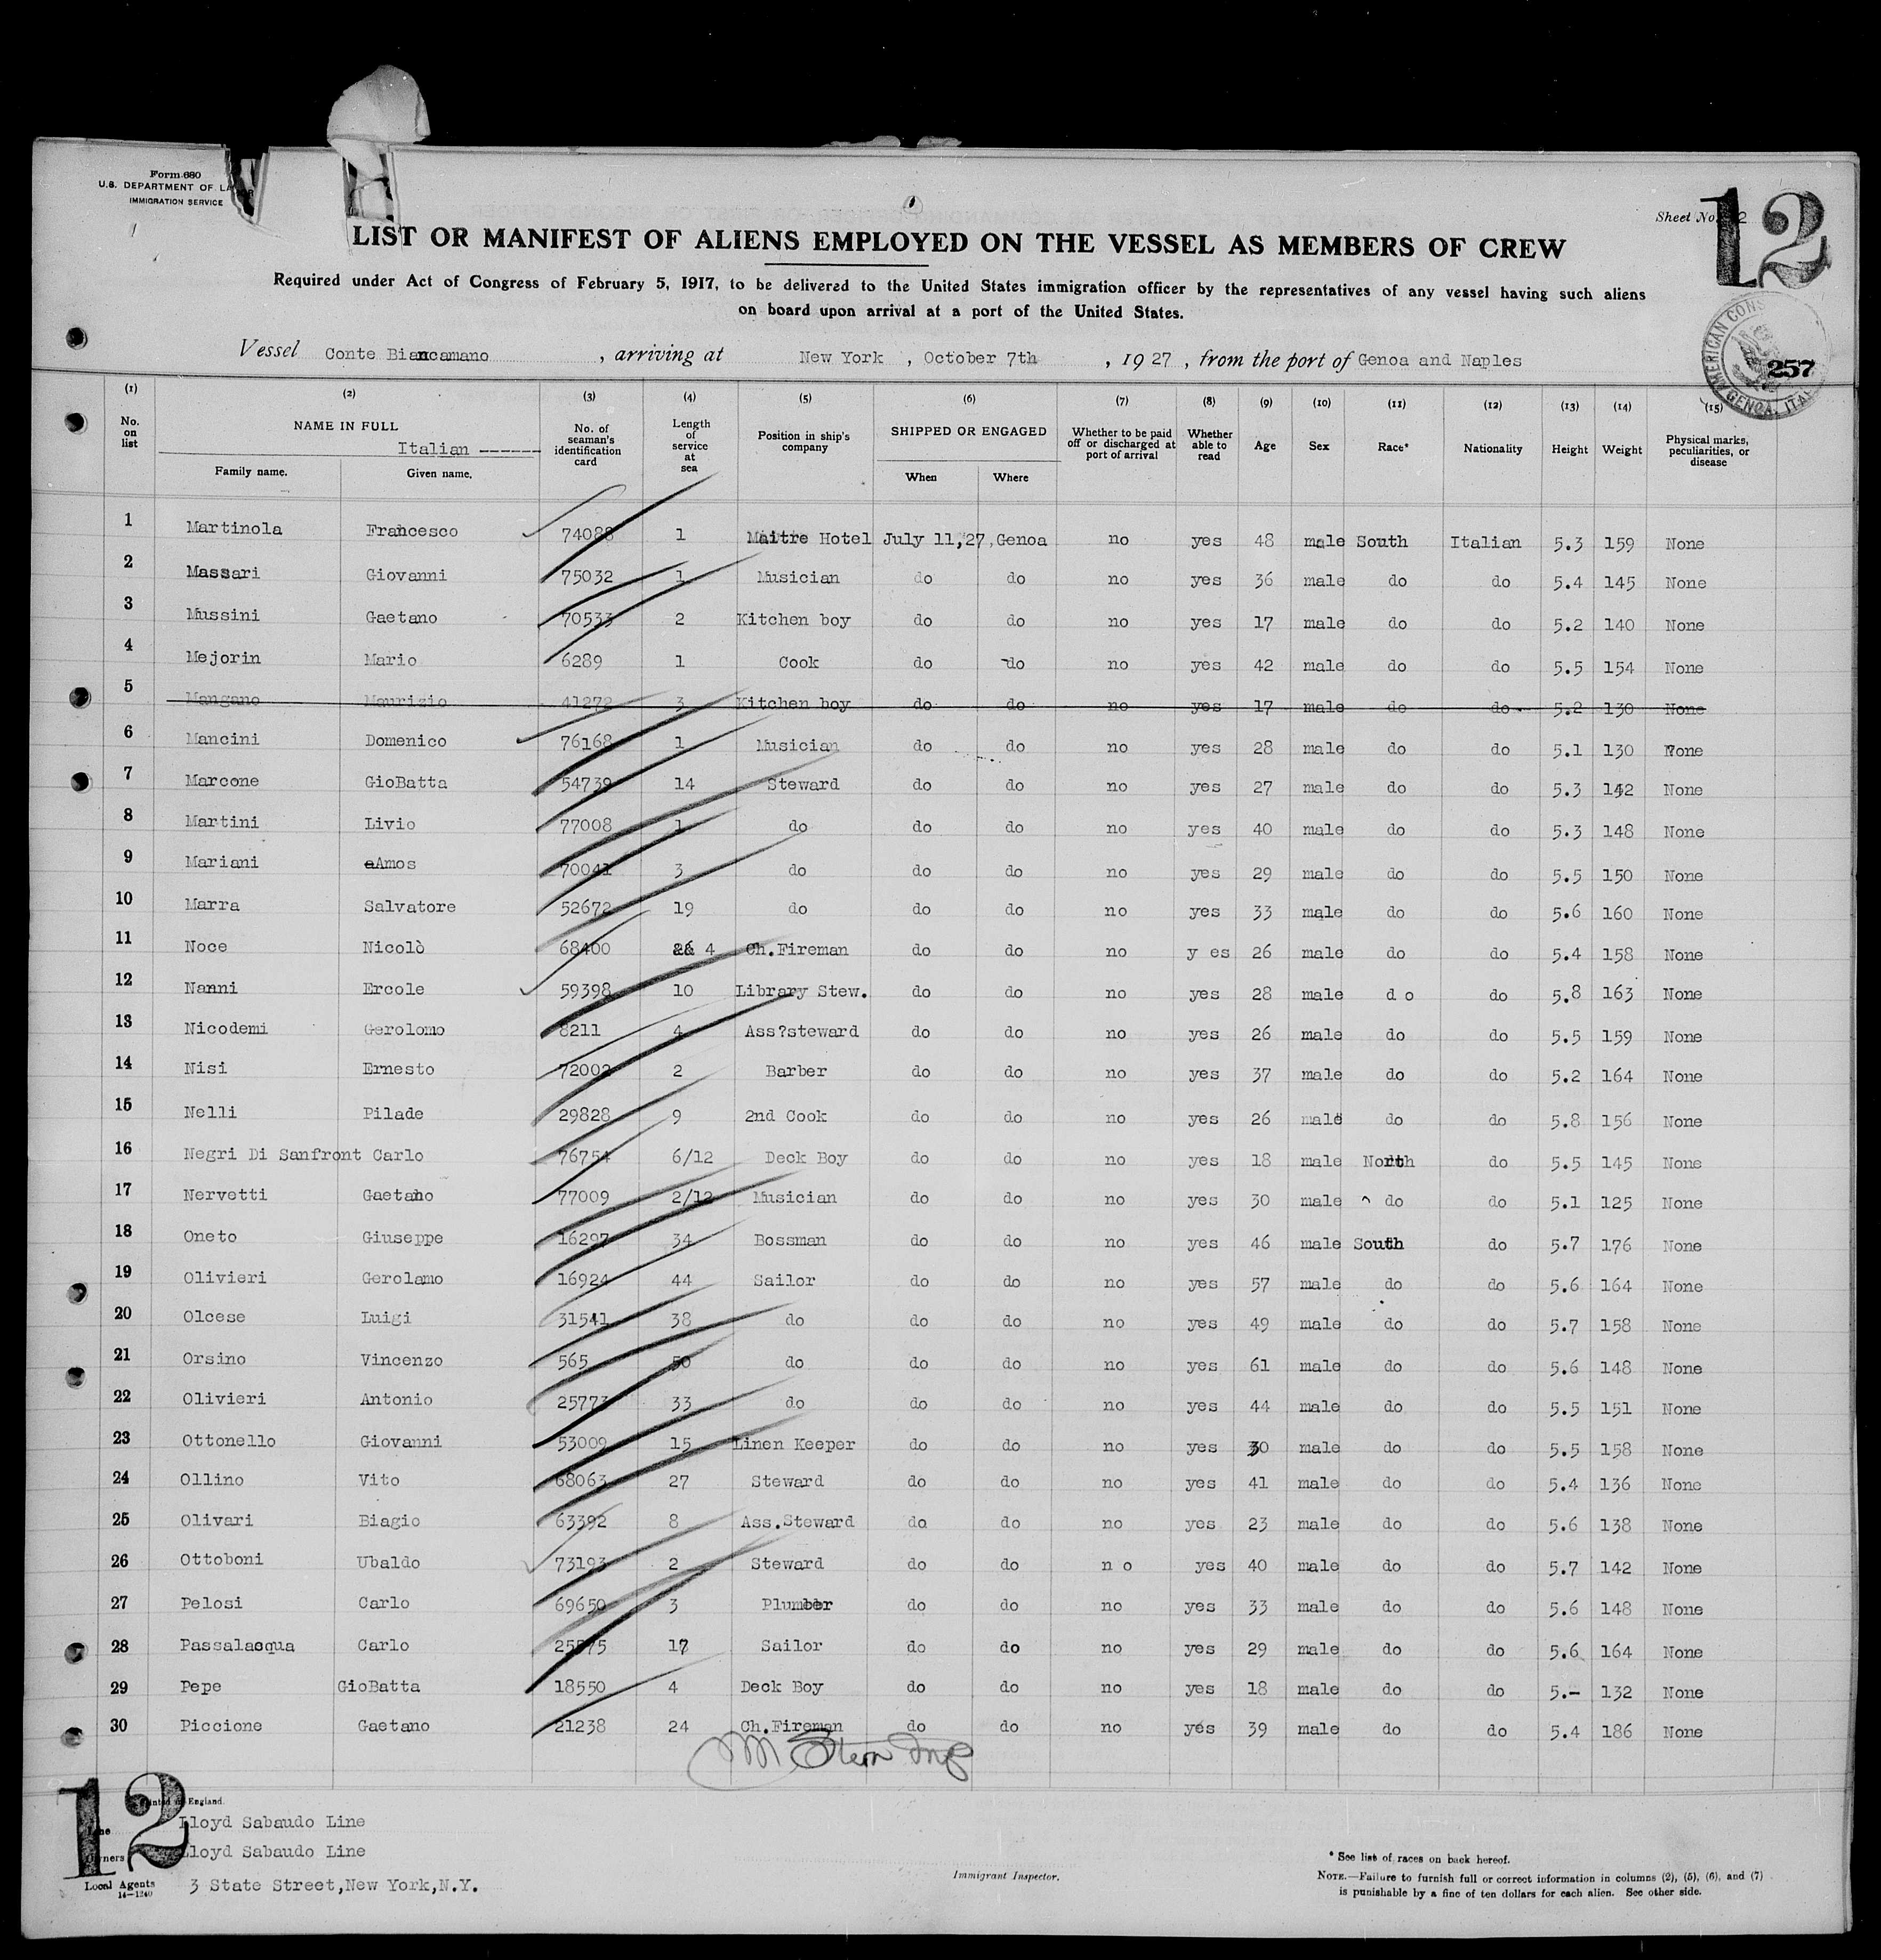 Form 680
U.S. DEPARTMENT OF LABOR
IMMIGRATION SERVICE
Sheet No. 12
12
LIST OR MANIFEST OF ALIENS EMPLOYED ON THE VESSEL AS MEMBERS OF CREW
Required under Act of Congress of February 5, 1917, to be delivered to the United States immigration officer by the representatives of any vessel having such aliens
on board upon arrival at a port of the United States.
Vessel Conte Biancamano , arriving at New York , October 7th , 1927 , from the port of Genoa and Naples
AMERICAN CONS GENOA, ITA
257
(1) (2) (3) (4) (5) (6) (7) (8) (9) (10) (11) (12) (13) (14) (15)
No. on list NAME IN FULL Italian Family name. Given name. No. of seaman's identification card Length of service at sea Position in ship's company SHIPPED OR ENGAGED When Where Whether to be paid off or discharged at port of arrival Whether able to read Age Sex Race* Nationality Height Weight Physical marks, peculiarities, or disease
1 Martinola Francesco 74088 1 Maitre Hotel July 11,27, Genoa no yes 48 male South Italian 5.3 159 None
2 Massari Giovanni 75032 1 Musician do do no yes 36 male do do 5.4 145 None
3 Mussini Gaetano 70533 2 Kitchen boy do do no yes 17 male do do 5.2 140 None
4 Mejorin Mario 6289 1 Cook do do no yes 42 male do do 5.5 154 None
5 Mangano Maurizio 41272 3 Kitchen boy do do no yes 17 male do do 5.2 130 None
6 Mancini Domenico 76168 1 Musician do do no yes 28 male do do 5.1 130 None
7 Marcone GioBatta 54739 14 Steward do do no yes 27 male do do 5.3 142 None
8 Martini Livio 77008 1 do do do no yes 40 male do do 5.3 148 None
9 Mariani Amos 70041 3 do do do no yes 29 male do do 5.5 150 None
10 Marra Salvatore 52672 19 do do do no yes 33 male do do 5.6 160 None
11 Noce Nicolò 68400 4 Ch.Fireman do do no y es 26 male do do 5.4 158 None
12 Nanni Ercole 59398 10 Library Stew. do do no yes 28 male d o do 5.8 163 None
13 Nicodemi Gerolomo 8211 4 Ass?steward do do no yes 26 male do do 5.5 159 None
14 Nisi Ernesto 72002 2 Barber do do no yes 37 male do do 5.2 164 None
15 Nelli Pilade 29828 9 2nd Cook do do no yes 26 male do do 5.8 156 None
16 Negri Di Sanfront Carlo 76754 6/12 Deck Boy do do no yes 18 male North do 5.5 145 None
17 Nervetti Gaetano 77009 2/12 Musician do do no yes 30 male do do 5.1 125 None
18 Oneto Giuseppe 16297 34 Bossman do do no yes 46 male South do 5.7 176 None
19 Olivieri Gerolamo 16924 44 Sailor do do no yes 57 male do do 5.6 164 None
20 Olcese Luigi 31541 38 do do do no yes 49 male do do 5.7 158 None
21 Orsino Vincenzo 565 50 do do do no yes 61 male do do 5.6 148 None
22 Olivieri Antonio 25773 33 do do do no yes 44 male do do 5.5 151 None
23 Ottonello Giovanni 53009 15 Linen Keeper do do no yes 30 male do do 5.5 158 None
24 Ollino Vito 68063 27 Steward do do no yes 41 male do do 5.4 136 None
25 Olivari Biagio 63392 8 Ass.Steward do do no yes 23 male do do 5.6 138 None
26 Ottoboni Ubaldo 73193 2 Steward do do n o yes 40 male do do 5.7 142 None
27 Pelosi Carlo 69650 3 Plumber do do no yes 33 male do do 5.6 148 None
28 Passalacqua Carlo 25575 17 Sailor do do no yes 29 male do do 5.6 164 None
29 Pepe GioBatta 18550 4 Deck Boy do do no yes 18 male do do 5.- 132 None
30 Piccione Gaetano 21238 24 Ch.Fireman do do no yes 39 male do do 5.4 186 None
M Stern Insp
12
Printed in England.
Line Lloyd Sabaudo Line
Owners Lloyd Sabaudo Line
Local Agents 3 State Street,New York,N.Y.
14-1240
Immigrant Inspector.
* See list of races on back hereof.
NOTE.—Failure to furnish full or correct information in columns (2), (5), (6), and (7)
is punishable by a fine of ten dollars for each alien. See other side.